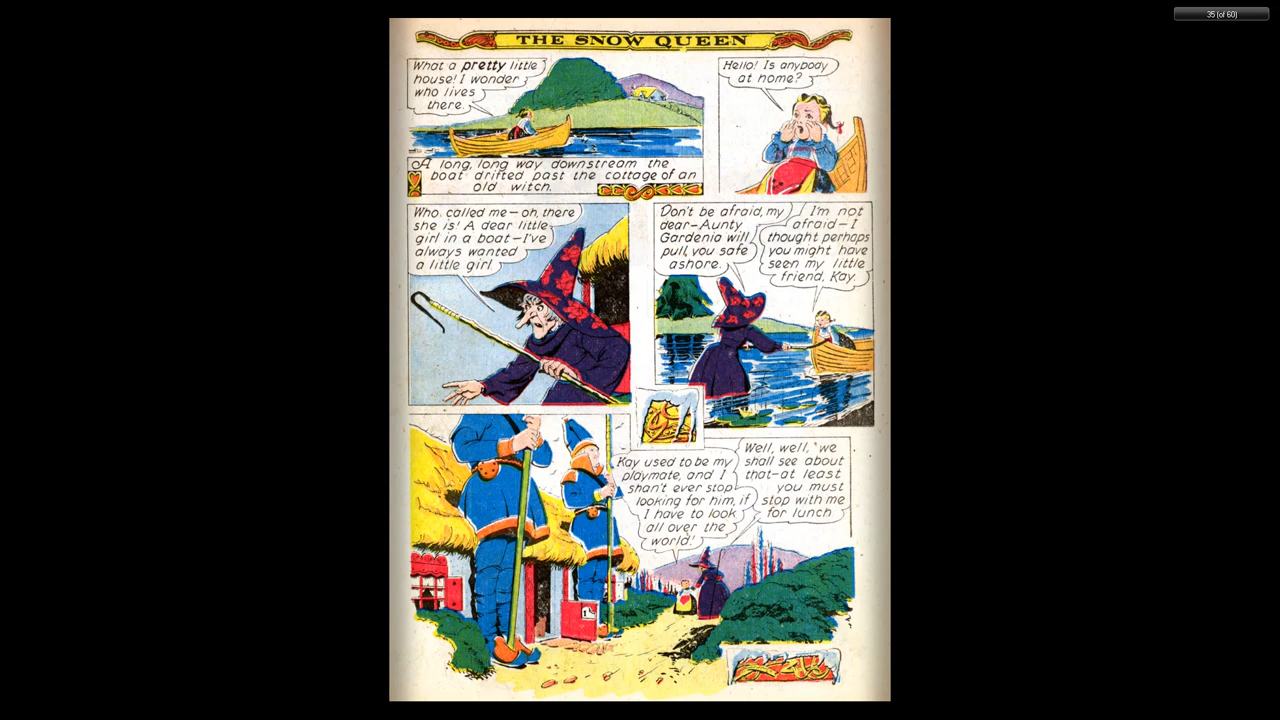 35 (of 60)
THE SNOW QUEEN
What a pretty little
house! I wonder
who lives
there.
Hello! Is anybody
at home?
A long, long way downstream the
boat drifted past the cottage of an
old witch.
Who called me—oh, there
she is! A dear little
girl in a boat—I've
always wanted
a little girl.
Don't be afraid, my
dear—Aunty
Gardenia will
pull you safe
ashore.
I'm not
afraid—I
thought perhaps
you might have
seen my little
friend, Kay.
Kay used to be my
playmate, and I
shan't ever stop
looking for him, if
I have to look
all over the
world!
Well, well, we
shall see about
that—at least
you must
stop with me
for lunch